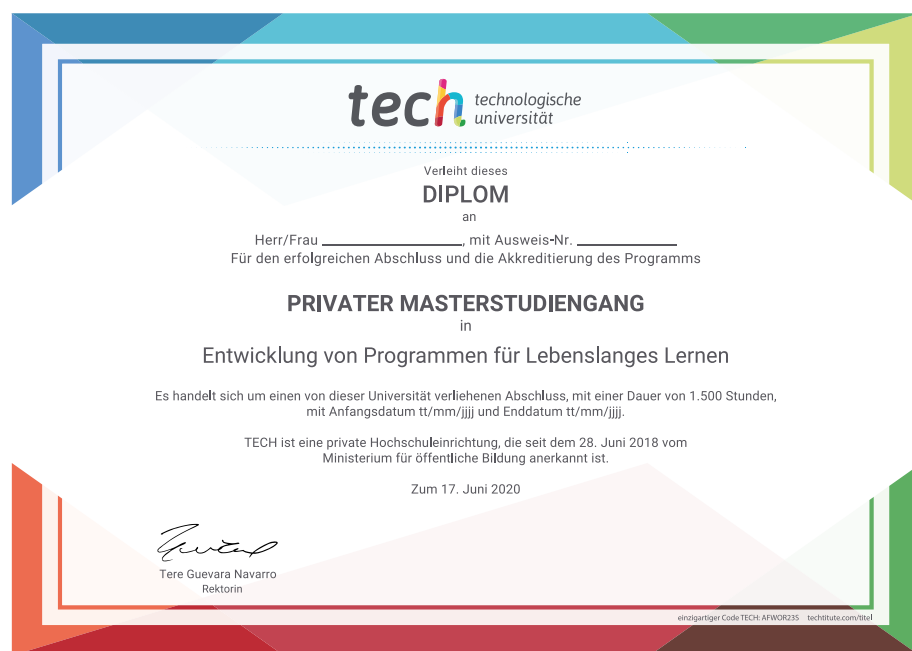 tech technologische
universität
Verleiht dieses
DIPLOM
an
Herr/Frau ____________________, mit Ausweis-Nr. ______________
Für den erfolgreichen Abschluss und die Akkreditierung des Programms
PRIVATER MASTERSTUDIENGANG
in
Entwicklung von Programmen für Lebenslanges Lernen
Es handelt sich um einen von dieser Universität verliehenen Abschluss, mit einer Dauer von 1.500 Stunden,
mit Anfangsdatum tt/mm/jjjj und Enddatum tt/mm/jjjj.
TECH ist eine private Hochschuleinrichtung, die seit dem 28. Juni 2018 vom
Ministerium für öffentliche Bildung anerkannt ist.
Zum 17. Juni 2020
Tere Guevara Navarro
Rektorin
einzigartiger Code TECH: AFWOR235 techtitute.com/titel